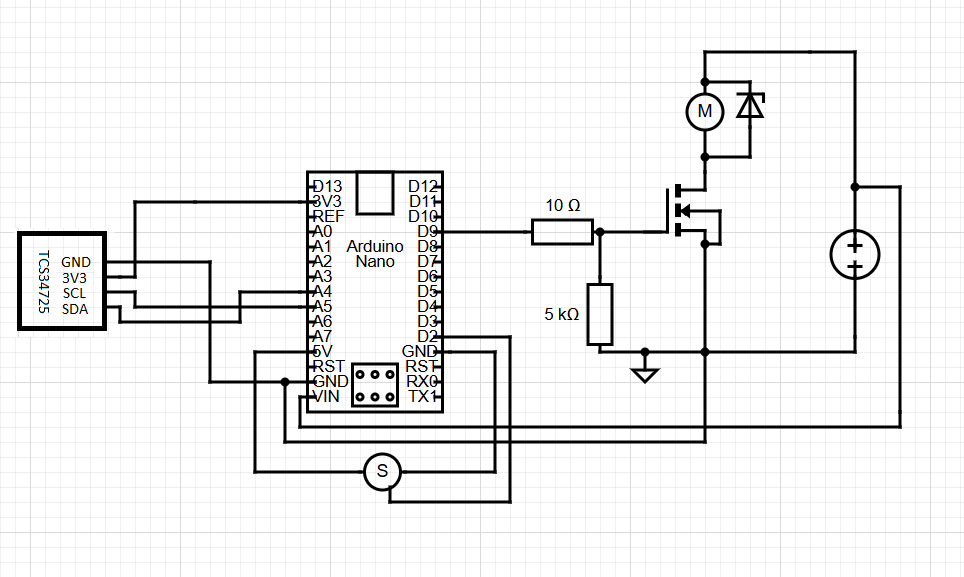 M
10 Ω
D13
3V3
REF
A0
A1
A2
A3
A4
A5
A6
A7
5V
RST
GND
VIN
Arduino
Nano
D12
D11
D10
D9
D8
D7
D6
D5
D4
D3
D2
GND
RST
RX0
TX1
TCS34725
GND
3V3
SCL
SDA
5 kΩ
S